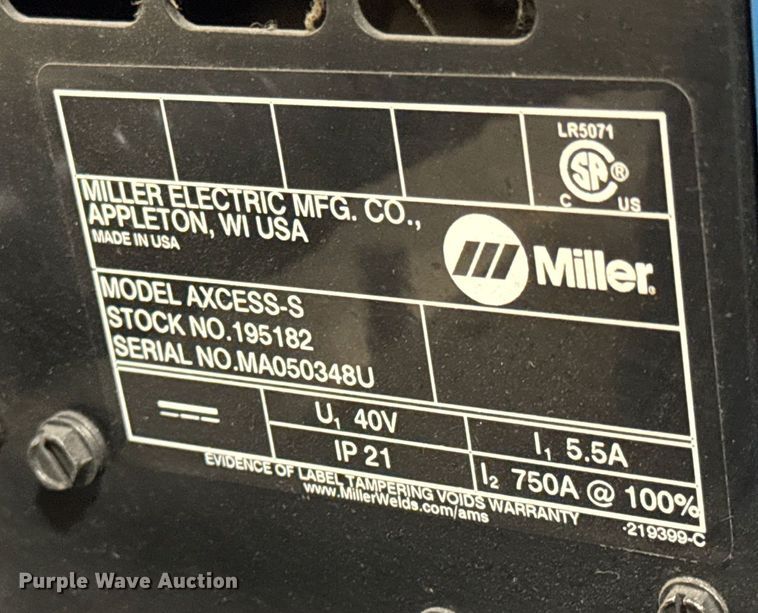 LR5071
SP®
C US
MILLER ELECTRIC MFG. CO.,
APPLETON, WI USA
MADE IN USA
Miller®
MODEL AXCESS-S
STOCK NO.195182
SERIAL NO.MA050348U
U₁ 40V
I₁ 5.5A
IP 21
I₂ 750A @ 100%
EVIDENCE OF LABEL TAMPERING VOIDS WARRANTY
www.MillerWelds.com/ams
219399-C
Purple Wave Auction